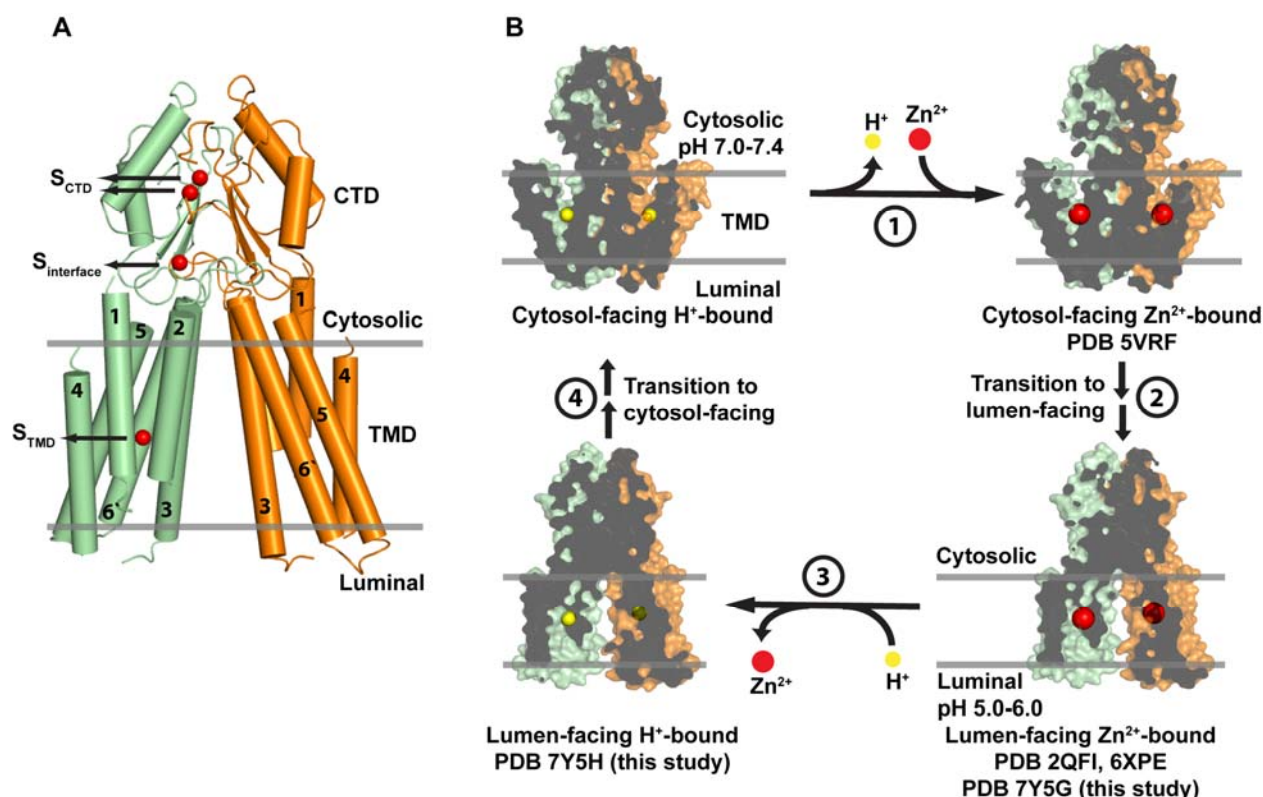 A
S_CTD
S_interface
CTD
1
5
2
4
1
4
5
Cytosolic
S_TMD
TMD
6`
3
3
6`
Luminal
B
Cytosolic
pH 7.0-7.4
TMD
Luminal
Cytosol-facing H⁺-bound
H⁺
Zn²⁺
1
Cytosol-facing Zn²⁺-bound
PDB 5VRF
Transition to
lumen-facing
2
Cytosolic
Luminal
pH 5.0-6.0
Lumen-facing Zn²⁺-bound
PDB 2QFI, 6XPE
PDB 7Y5G (this study)
3
Zn²⁺
H⁺
Lumen-facing H⁺-bound
PDB 7Y5H (this study)
4
Transition to
cytosol-facing